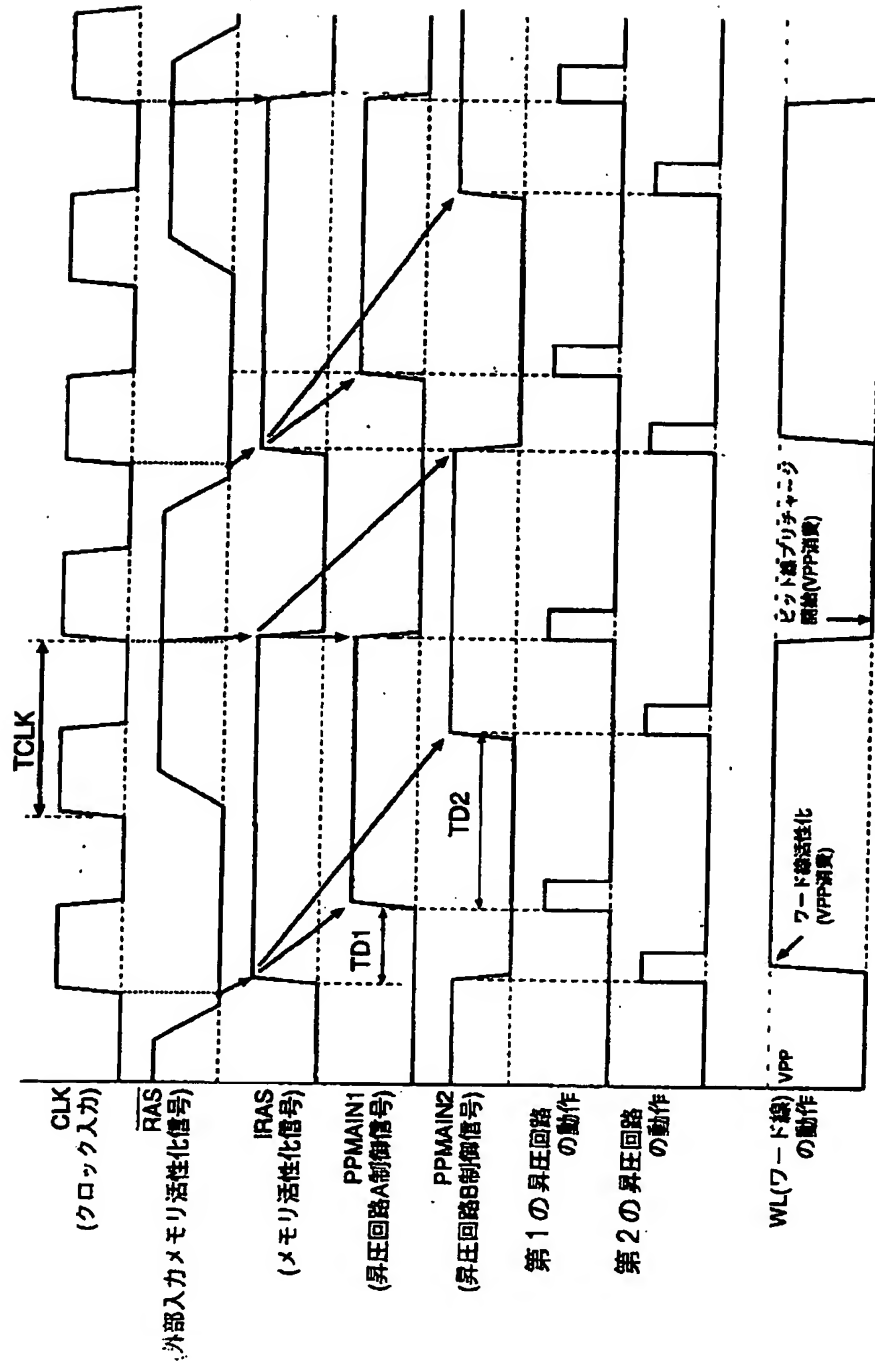 CLK
(クロック入力)
RAS
(外部入力メモリ活性化信号)
IRAS
(メモリ活性化信号)
PPMAIN1
(昇圧回路A制御信号)
PPMAIN2
(昇圧回路B制御信号)
第1の昇圧回路
の動作
第2の昇圧回路
の動作
WL(ワード線)
の動作
VPP
TCLK
TD1
TD2
ワード線活性化
(VPP消費)
ビット線プリチャージ
開始(VPP消費)